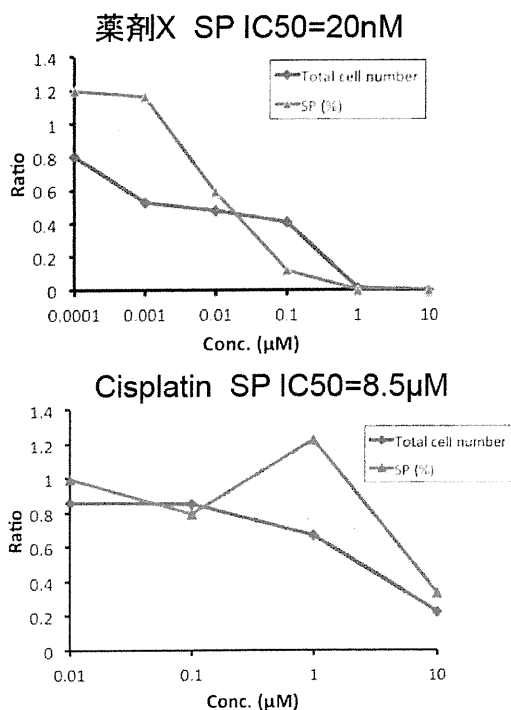 薬剤X SP IC50=20nM
Total cell number
SP (%)
1.4
1.2
1
0.8
0.6
0.4
0.2
0
Ratio
0.0001 0.001 0.01 0.1 1 10
Conc. (μM)
Cisplatin SP IC50=8.5μM
Total cell number
SP (%)
1.4
1.2
1
0.8
0.6
0.4
0.2
0
Ratio
0.01 0.1 1 10
Conc. (μM)